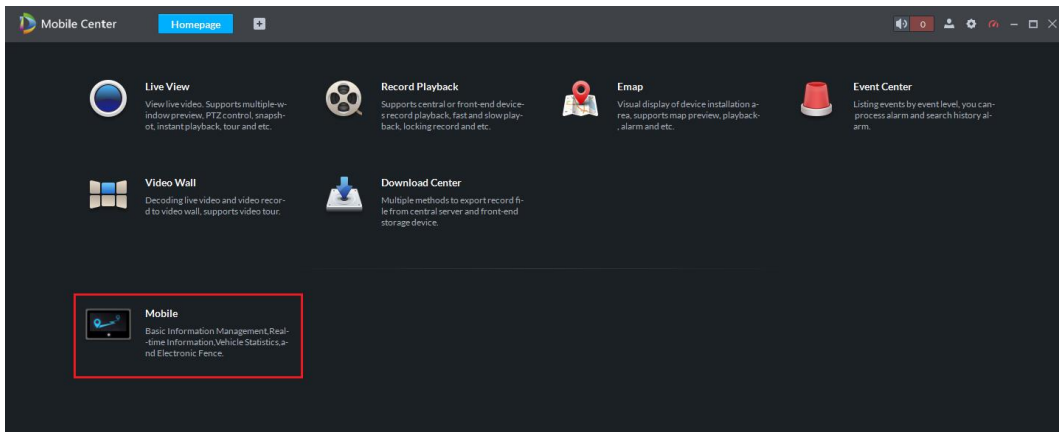 Mobile Center
Homepage
0
Live View
View live video. Supports multiple-w-
indow preview, PTZ control, snapsh-
ot, instant playback, tour and etc.
Record Playback
Supports central or front-end device-
s record playback, fast and slow play-
back, locking record and etc.
Emap
Visual display of device installation a-
rea, supports map preview, playback-
, alarm and etc.
Event Center
Listing events by event level, you can-
process alarm and search history al-
arm.
Video Wall
Decoding live video and video recor-
d to video wall, supports video tour.
Download Center
Multiple methods to export record fi-
le from central server and front-end
storage device.
Mobile
Basic Information Management,Real-
-time Information,Vehicle Statistics,a-
nd Electronic Fence.